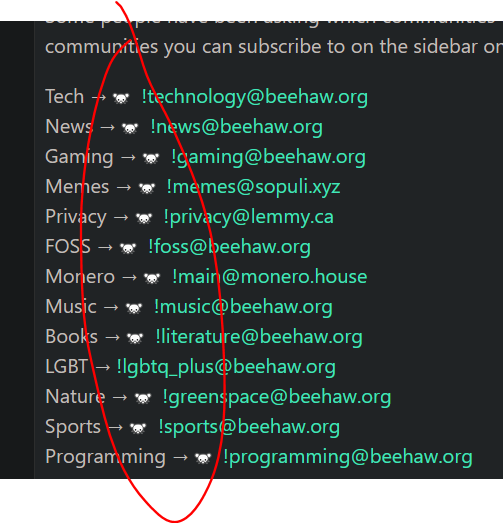 Some people have been asking which communities
communities you can subscribe to on the sidebar on
Tech → !technology@beehaw.org
News → !news@beehaw.org
Gaming → !gaming@beehaw.org
Memes → !memes@sopuli.xyz
Privacy → !privacy@lemmy.ca
FOSS → !foss@beehaw.org
Monero → !main@monero.house
Music → !music@beehaw.org
Books → !literature@beehaw.org
LGBT → !lgbtq_plus@beehaw.org
Nature → !greenspace@beehaw.org
Sports → !sports@beehaw.org
Programming → !programming@beehaw.org